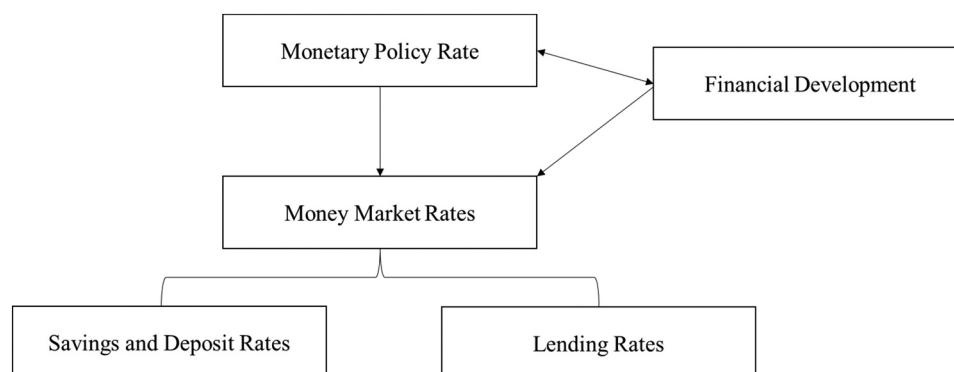 Monetary Policy Rate
Financial Development
Money Market Rates
Savings and Deposit Rates
Lending Rates